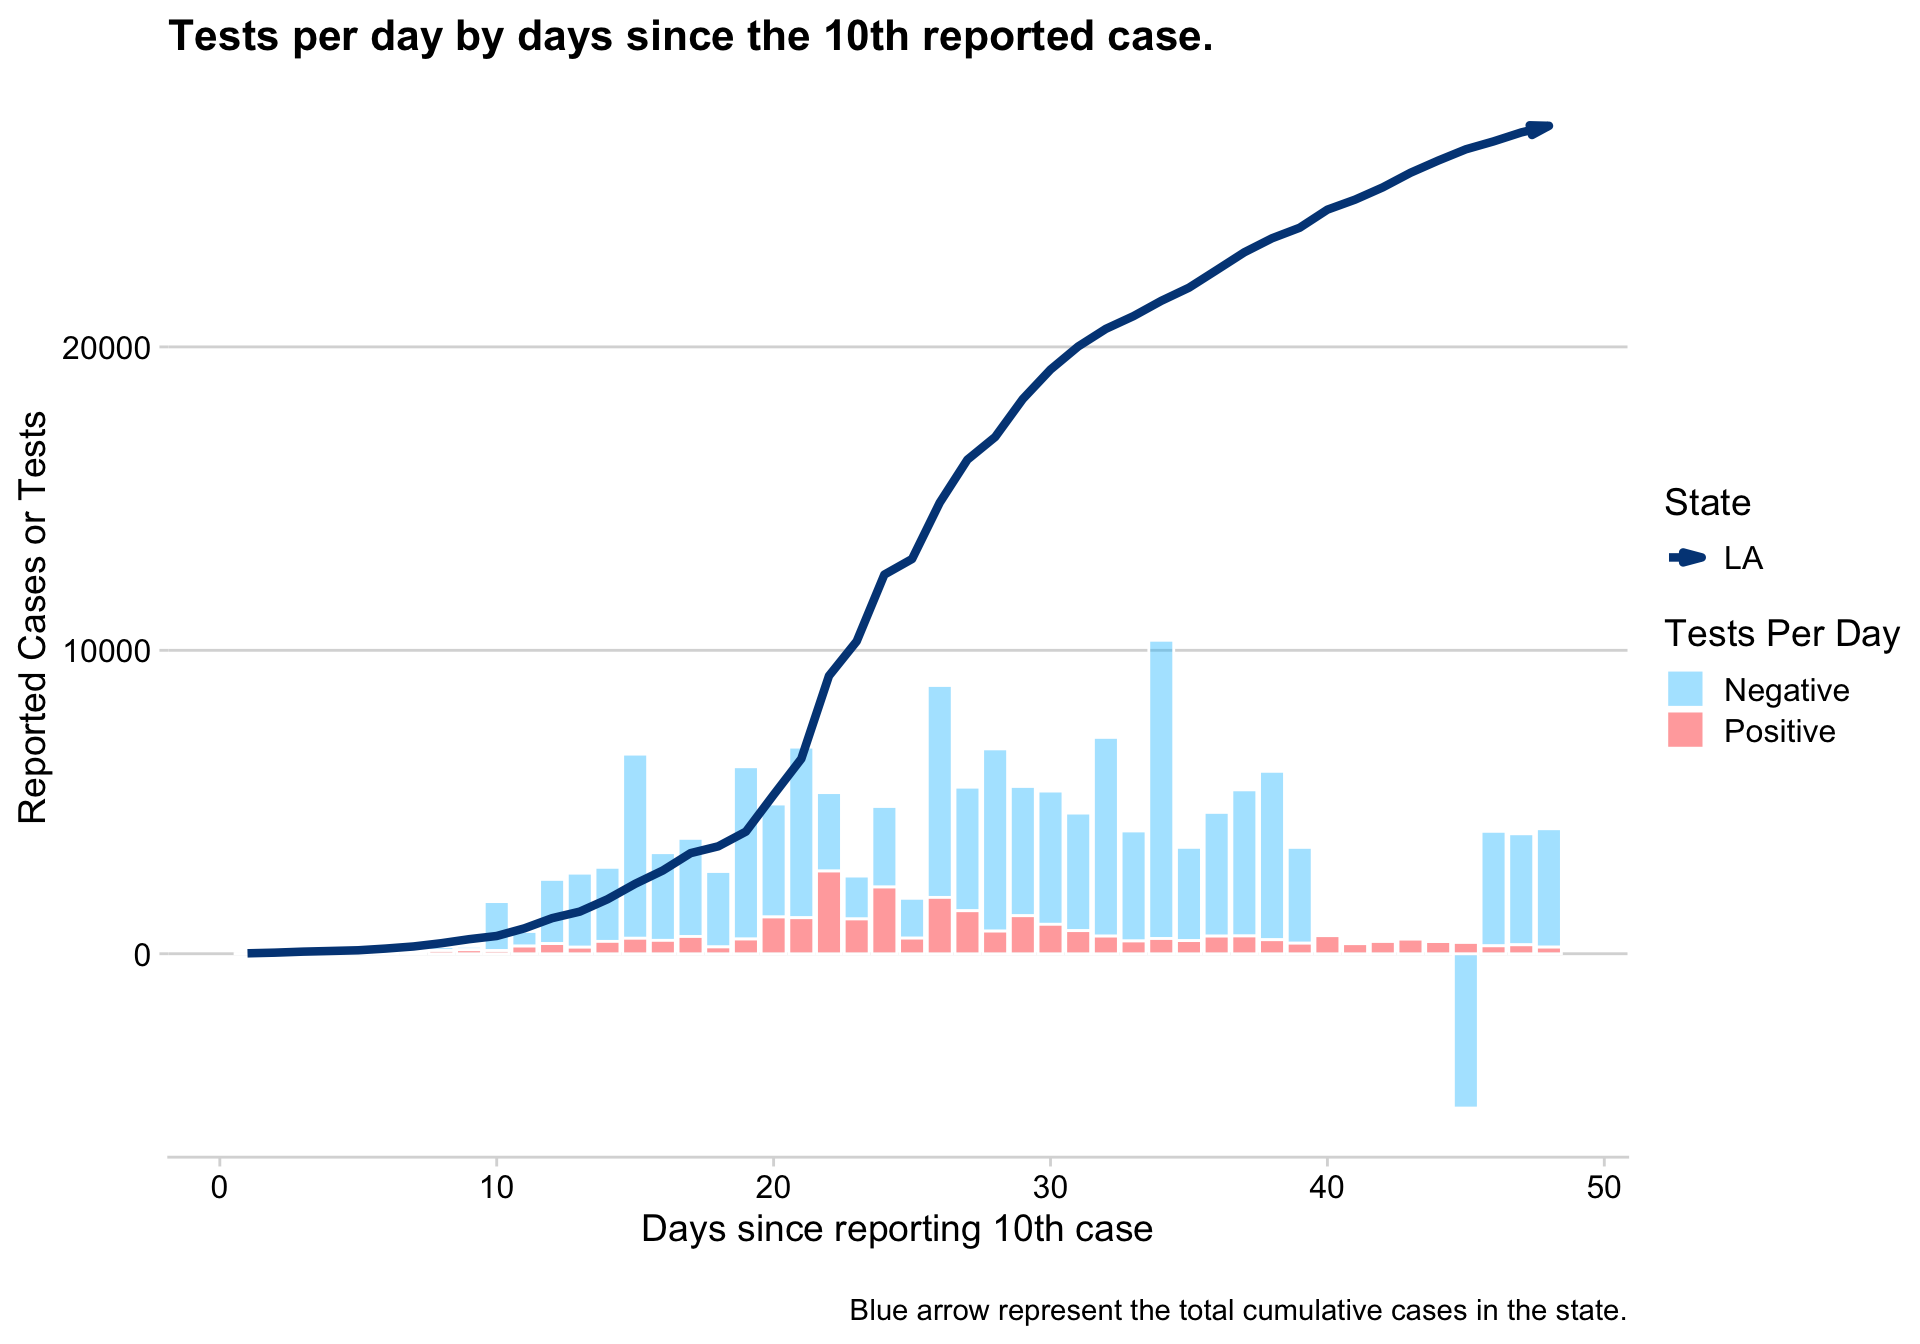 Tests per day by days since the 10th reported case.
Reported Cases or Tests
20000
10000
0
0
10
20
30
40
50
Days since reporting 10th case
State
LA
Tests Per Day
Negative
Positive
Blue arrow represent the total cumulative cases in the state.